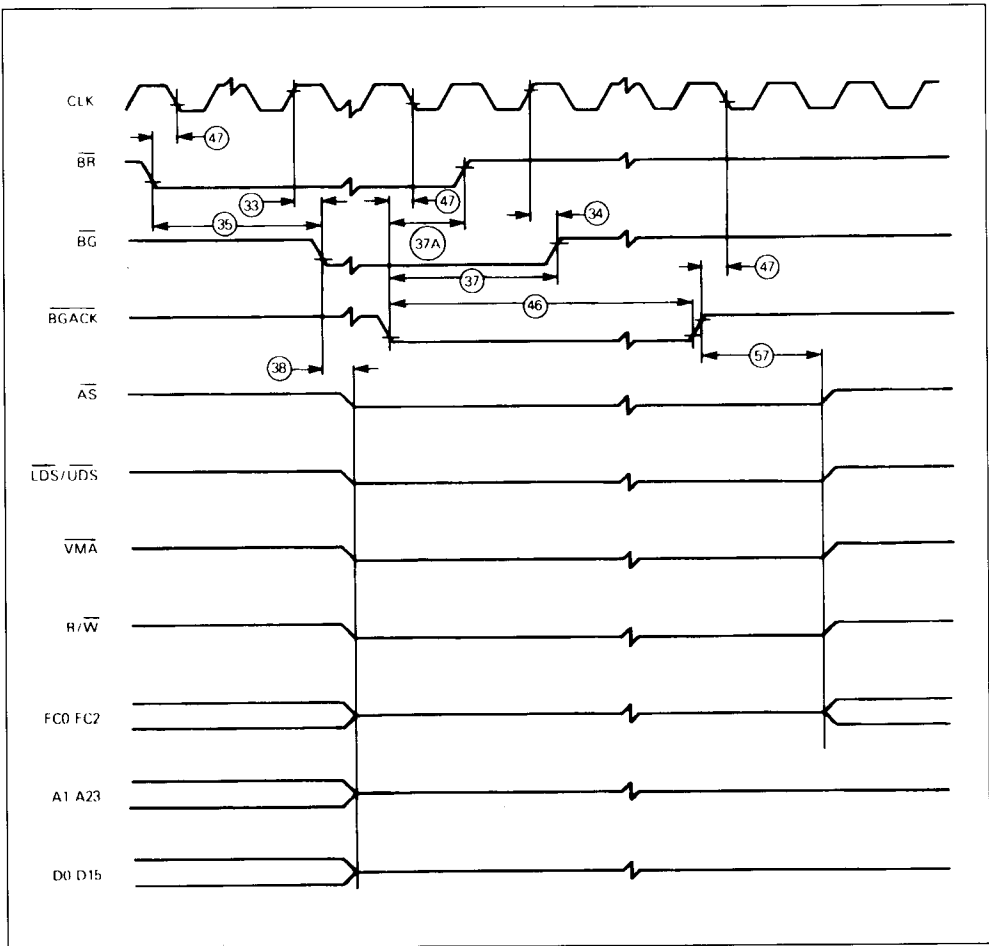 CLK
47
BR
33
47
35
34
37A
BG
47
37
46
BGACK
57
38
AS
LDS/UDS
VMA
R/W
FC0 FC2
A1 A23
D0 D15